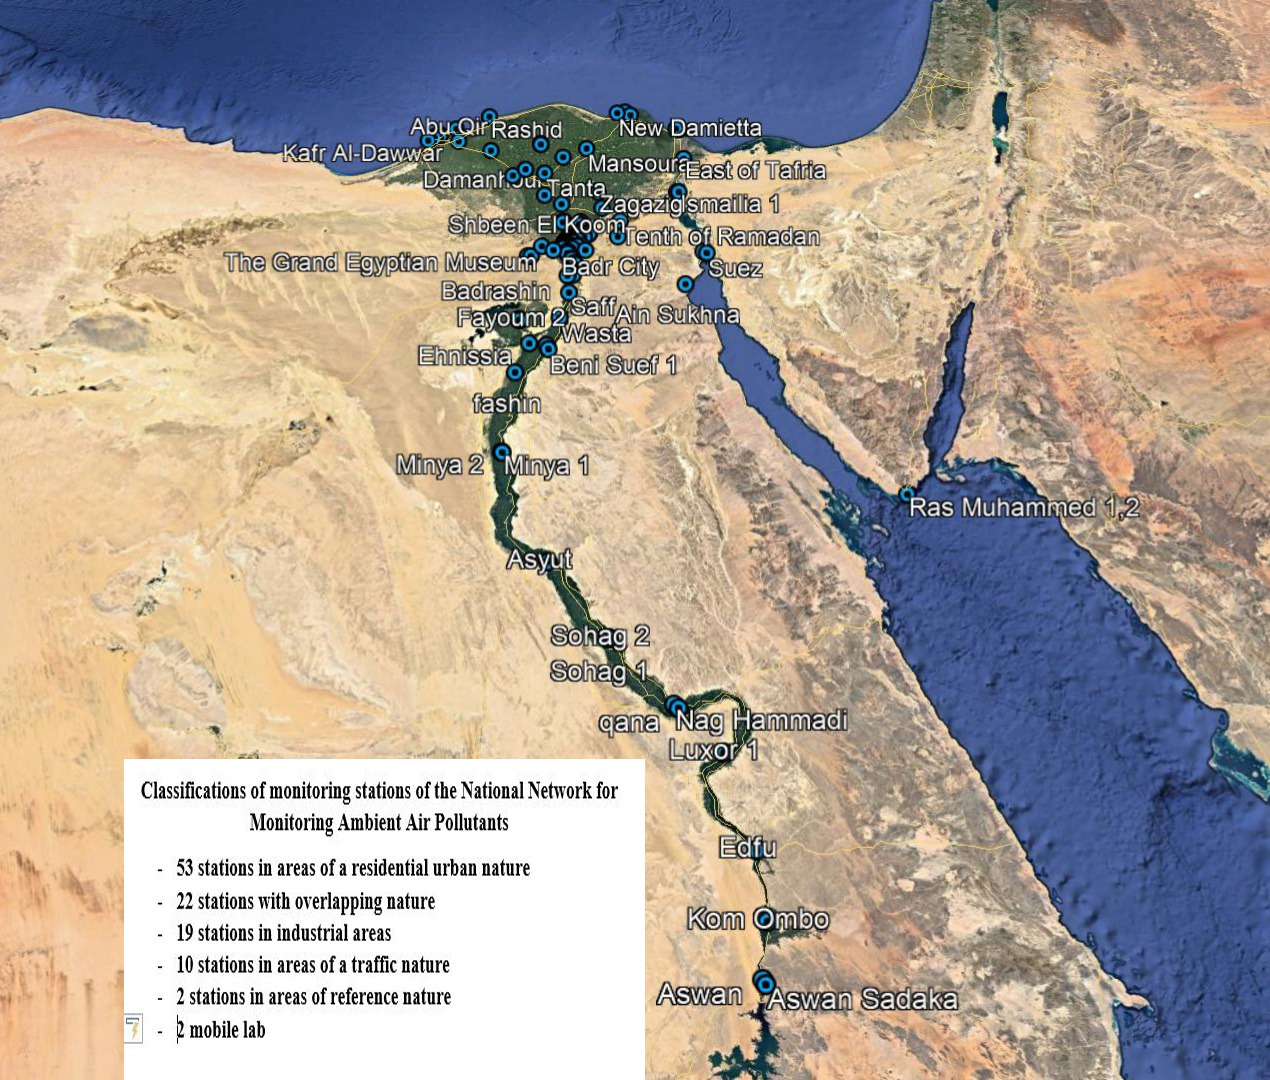 Abu Qir
Rashid
New Damietta
Kafr Al-Dawwar
Mansoura
East of Tafria
Damanhou
Tanta
Zagazig
Ismailia 1
Shbeen El Koom
Tenth of Ramadan
The Grand Egyptian Museum
Badr City
Suez
Badrashin
Saff
Ain Sukhna
Fayoum 2
Wasta
Ehnissia
Beni Suef 1
fashin
Minya 2
Minya 1
Ras Muhammed 1,2
Asyut
Sohag 2
Sohag 1
qana
Nag Hammadi
Luxor 1
Edfu
Kom Ombo
Aswan
Aswan Sadaka
Classifications of monitoring stations of the National Network for
Monitoring Ambient Air Pollutants
- 53 stations in areas of a residential urban nature
- 22 stations with overlapping nature
- 19 stations in industrial areas
- 10 stations in areas of a traffic nature
- 2 stations in areas of reference nature
- 2 mobile lab